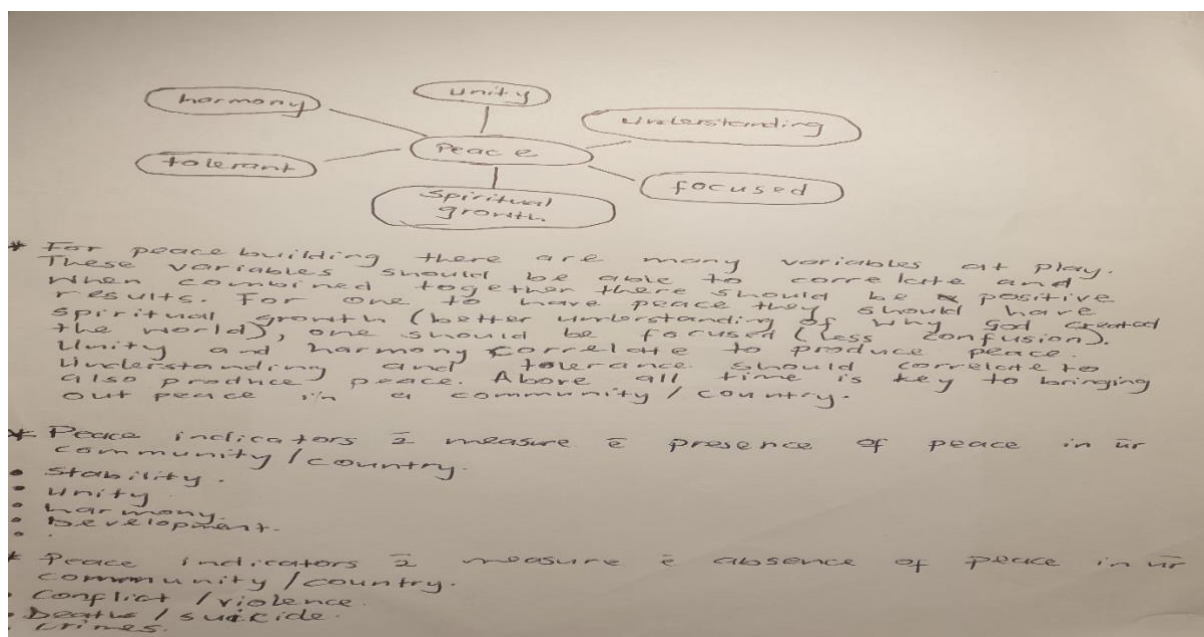 harmony
unity
understanding
Peace
tolerant
focused
Spiritual
growth
* For peace building there are many variables at play.
These variables should be able to correlate and
when combined together there should be positive
results. For one to have peace they should have
spiritual growth (better understanding of why God created
the world), one should be focused (less confusion).
Unity and harmony correlate to produce peace.
Understanding and tolerance should correlate to
also produce peace. Above all time is key to bringing
out peace in a community / country.
* Peace indicators 2̄ measure ē presence of peace in ūr
community / country.
• Stability.
• Unity
• harmony.
• Development.
•
* Peace indicators 2̄ measure ē absence of peace in ūr
community / country.
• Conflict / violence.
• Deaths / suicide.
• Crimes.